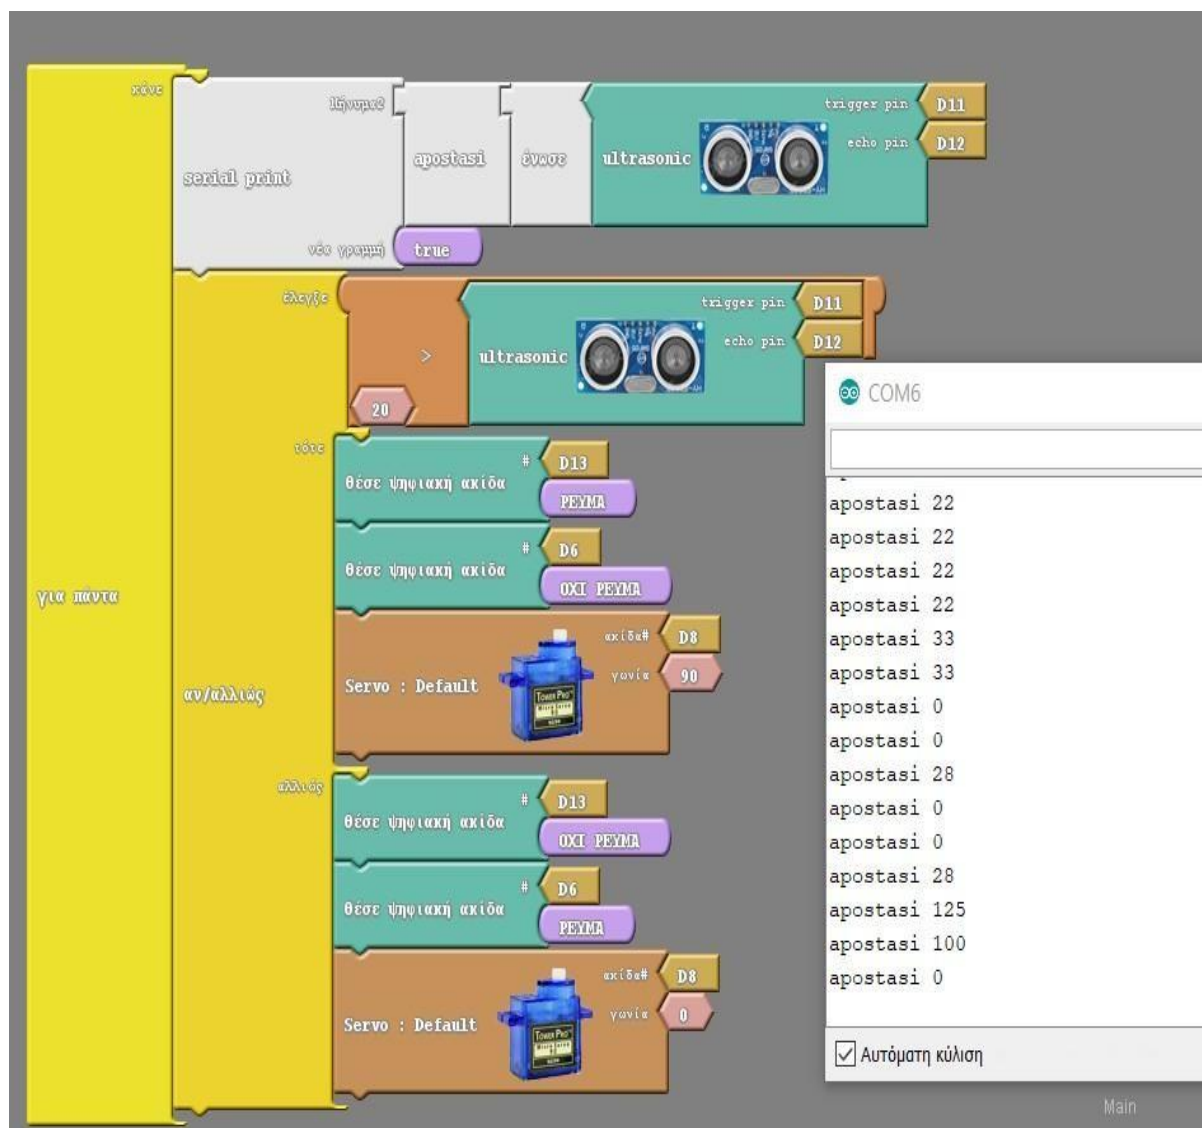 κάνε
Μήνυμα2
trigger pin D11
echo pin D12
apostasi ένωσε ultrasonic
serial print
νέα γραμμή true
έλεγξε
trigger pin D11
echo pin D12
> ultrasonic
20
τότε
# D13
θέσε ψηφιακή ακίδα
ΡΕΥΜΑ
# D6
θέσε ψηφιακή ακίδα
ΟΧΙ ΡΕΥΜΑ
για πάντα
ακίδα# D8
γωνία 90
Servo : Default
αν/αλλιώς
αλλιώς
# D13
θέσε ψηφιακή ακίδα
ΟΧΙ ΡΕΥΜΑ
# D6
θέσε ψηφιακή ακίδα
ΡΕΥΜΑ
ακίδα# D8
γωνία 0
Servo : Default
COM6
apostasi 22
apostasi 22
apostasi 22
apostasi 22
apostasi 33
apostasi 33
apostasi 0
apostasi 0
apostasi 28
apostasi 0
apostasi 0
apostasi 28
apostasi 125
apostasi 100
apostasi 0
Αυτόματη κύλιση
Main